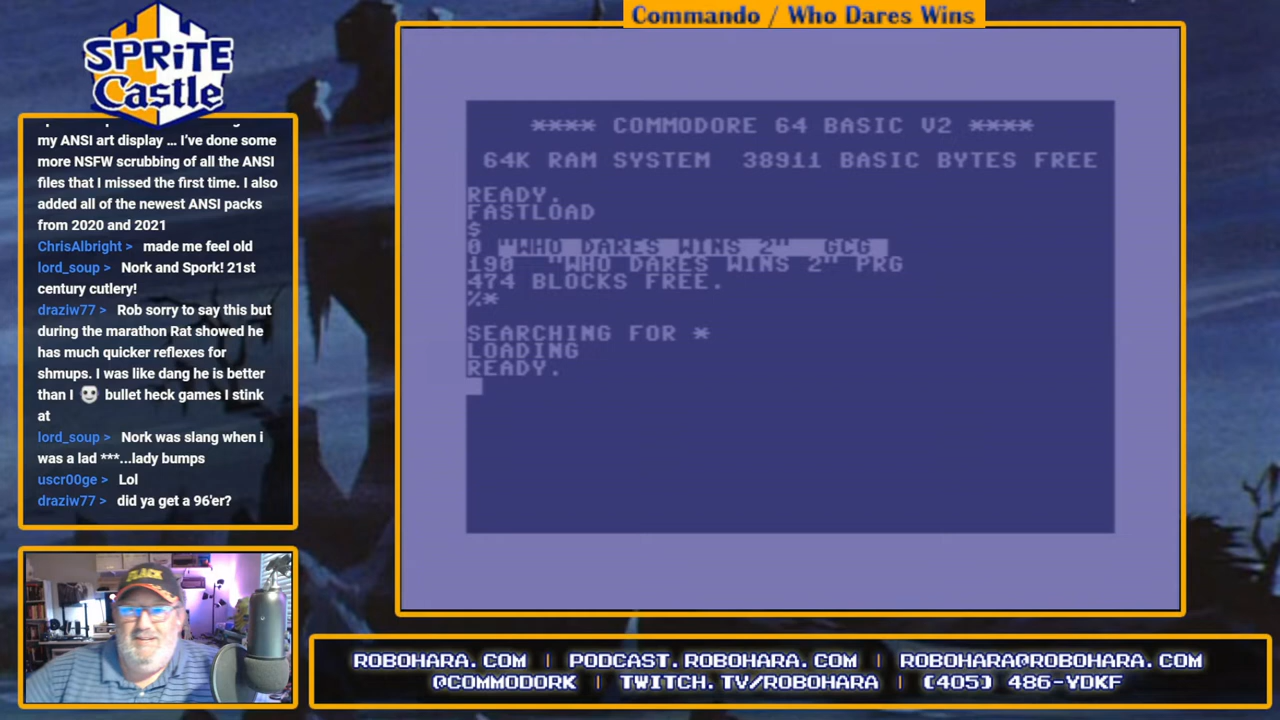 Commando / Who Dares Wins
SPRiTE
Castle
my ANSI art display … I've done some
more NSFW scrubbing of all the ANSI
files that I missed the first time. I also
added all of the newest ANSI packs
from 2020 and 2021
ChrisAlbright > made me feel old
lord_soup > Nork and Spork! 21st
century cutlery!
draziw77 > Rob sorry to say this but
during the marathon Rat showed he
has much quicker reflexes for
shmups. I was like dang he is better
than I bullet heck games I stink
at
lord_soup > Nork was slang when i
was a lad ***...lady bumps
uscr00ge > Lol
draziw77 > did ya get a 96'er?
**** COMMODORE 64 BASIC V2 ****
64K RAM SYSTEM 38911 BASIC BYTES FREE
READY.
FASTLOAD
$
0 "WHO DARES WINS 2" GCG
190 "WHO DARES WINS 2" PRG
474 BLOCKS FREE.
%*
SEARCHING FOR *
LOADING
READY.
ROBOHARA.COM | PODCAST.ROBOHARA.COM | ROBOHARA@ROBOHARA.COM
@COMMODORK | TWITCH.TV/ROBOHARA | (405) 486-YDKF